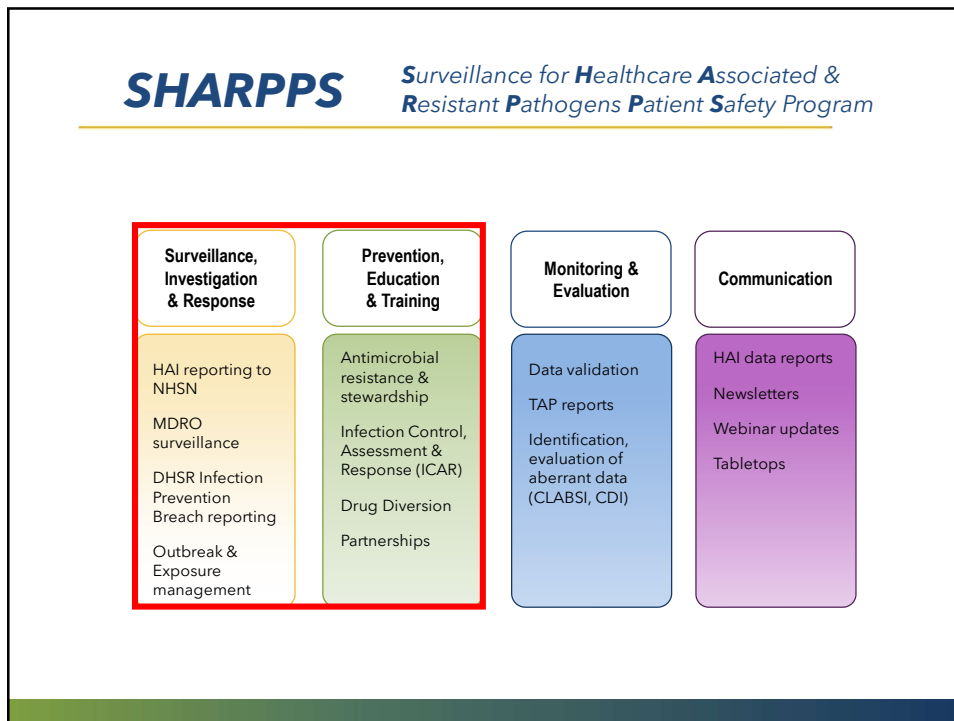 SHARPPS
Surveillance for Healthcare Associated &
Resistant Pathogens Patient Safety Program
Surveillance,
Investigation
& Response
HAI reporting to
NHSN
MDRO
surveillance
DHSR Infection
Prevention
Breach reporting
Outbreak &
Exposure
management
Prevention,
Education
& Training
Antimicrobial
resistance &
stewardship
Infection Control,
Assessment &
Response (ICAR)
Drug Diversion
Partnerships
Monitoring &
Evaluation
Data validation
TAP reports
Identification,
evaluation of
aberrant data
(CLABSI, CDI)
Communication
HAI data reports
Newsletters
Webinar updates
Tabletops